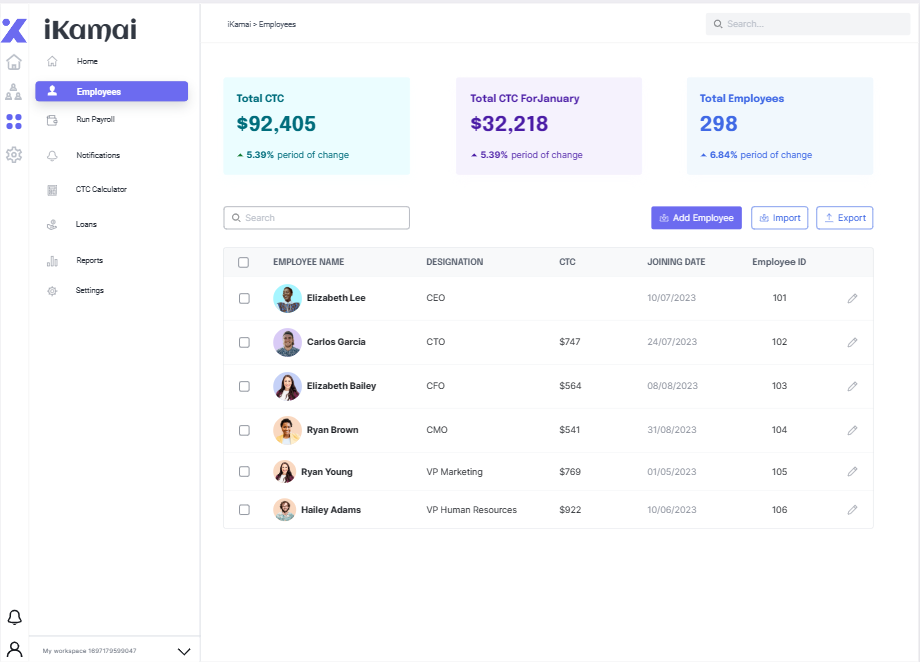 iKamai
Home
Employees
Run Payroll
Notifications
CTC Calculator
Loans
Reports
Settings
My workspace 1697179599047
iKamai > Employees
Search...
Total CTC
$92,405
5.39% period of change
Total CTC ForJanuary
$32,218
5.39% period of change
Total Employees
298
6.84% period of change
Search
Add Employee
Import
Export
EMPLOYEE NAME DESIGNATION CTC JOINING DATE Employee ID
Elizabeth Lee CEO 10/07/2023 101
Carlos Garcia CTO $747 24/07/2023 102
Elizabeth Bailey CFO $564 08/08/2023 103
Ryan Brown CMO $541 31/08/2023 104
Ryan Young VP Marketing $769 01/05/2023 105
Hailey Adams VP Human Resources $922 10/06/2023 106